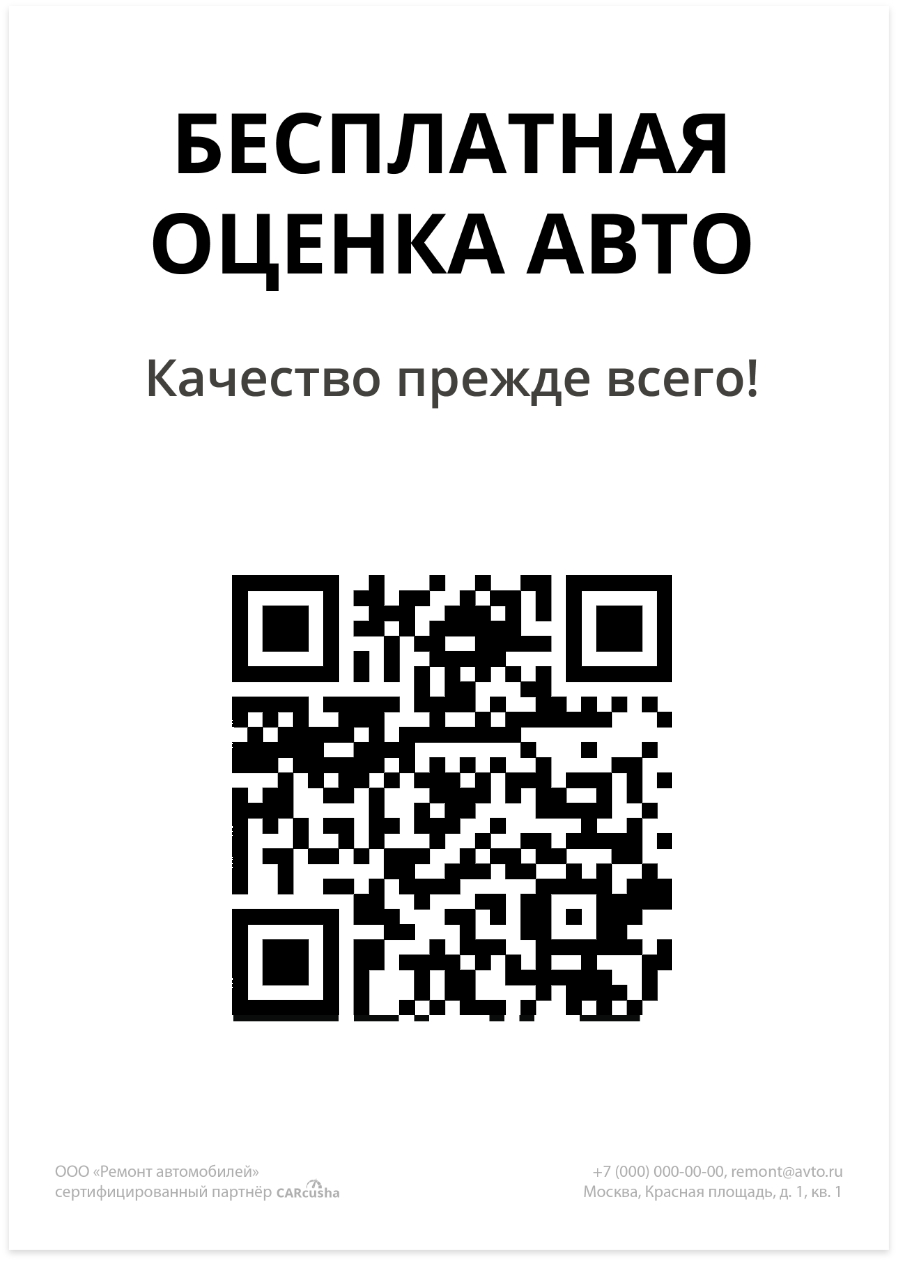 БЕСПЛАТНАЯ
ОЦЕНКА АВТО
Качество прежде всего!
ООО «Ремонт автомобилей»
сертифицированный партнёр CARcusha
+7 (000) 000-00-00, remont@avto.ru
Москва, Красная площадь, д. 1, кв. 1